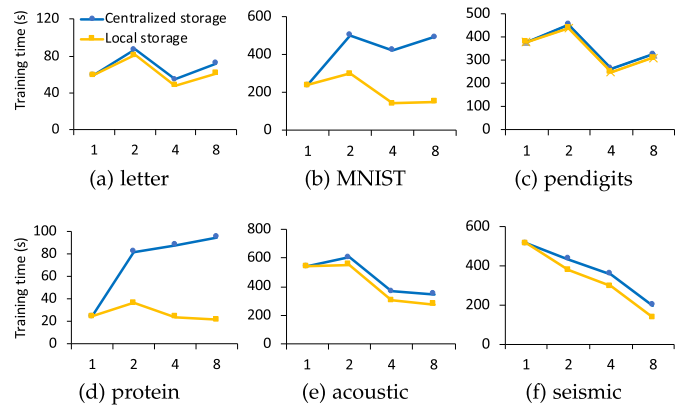 Centralized storage
Local storage
Training time (s)
120
80
40
0
1 2 4 8
(a) letter
600
400
200
0
1 2 4 8
(b) MNIST
500
400
300
200
100
0
1 2 4 8
(c) pendigits
Training time (s)
100
80
60
40
20
0
1 2 4 8
(d) protein
800
600
400
200
0
1 2 4 8
(e) acoustic
600
400
200
0
1 2 4 8
(f) seismic